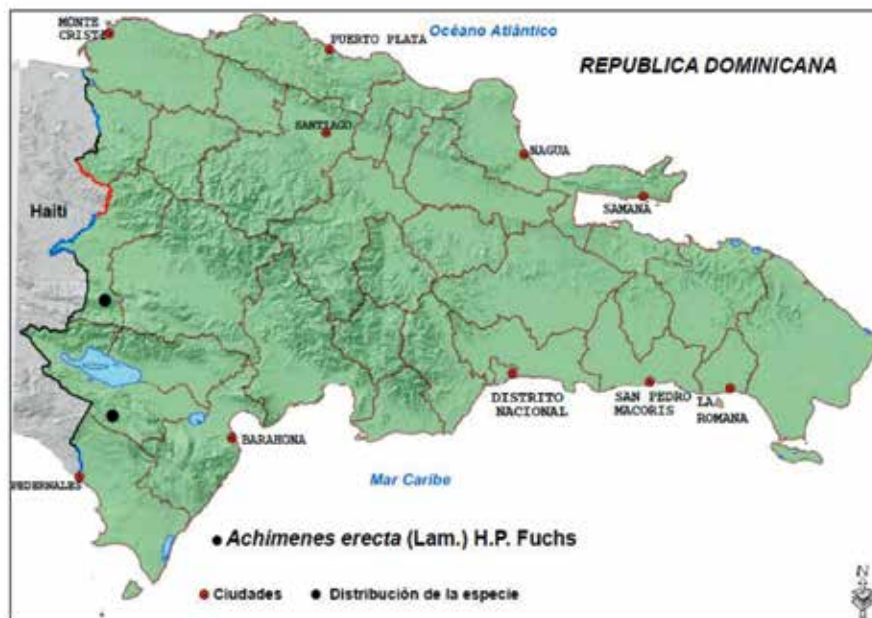 MONTE
CRISTI
Océano Atlántico
PUERTO PLATA
REPUBLICA DOMINICANA
SANTIAGO
NAGUA
Haití
SAMANA
DISTRITO
NACIONAL
SAN PEDRO
MACORIS
LA
ROMANA
BARAHONA
PEDERNALES
Mar Caribe
Achimenes erecta (Lam.) H.P. Fuchs
Ciudades
Distribución de la especie
N